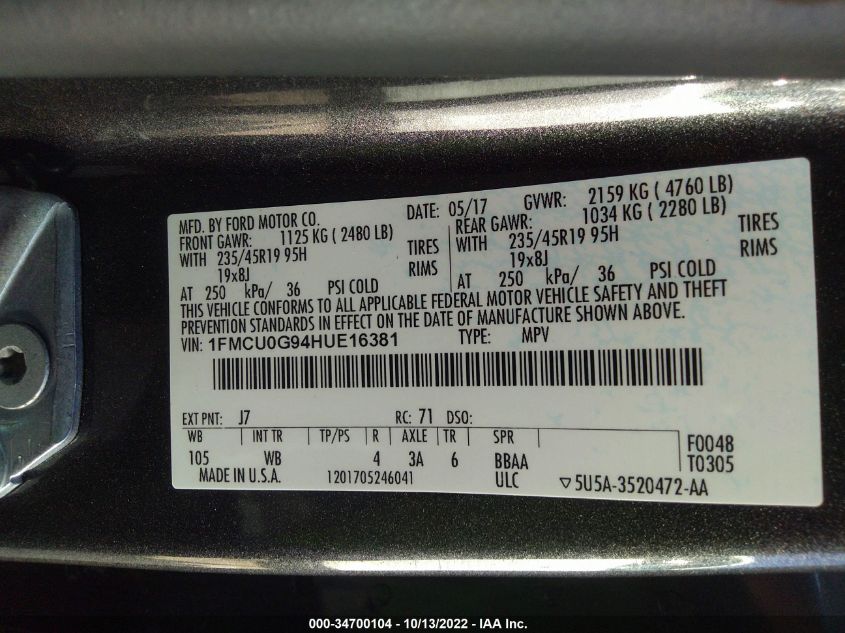 MFD. BY FORD MOTOR CO. DATE: 05/17 GVWR: 2159 KG ( 4760 LB)
FRONT GAWR: 1125 KG ( 2480 LB) REAR GAWR: 1034 KG ( 2280 LB)
WITH 235/45R19 95H TIRES WITH 235/45R19 95H TIRES
19x8J RIMS 19x8J RIMS
AT 250 kPa/ 36 PSI COLD AT 250 kPa/ 36 PSI COLD
THIS VEHICLE CONFORMS TO ALL APPLICABLE FEDERAL MOTOR VEHICLE SAFETY AND THEFT
PREVENTION STANDARDS IN EFFECT ON THE DATE OF MANUFACTURE SHOWN ABOVE.
VIN: 1FMCU0G94HUE16381 TYPE: MPV
EXT PNT: J7 RC: 71 DSO:
WB INT TR TP/PS R AXLE TR SPR F0048
105 WB 4 3A 6 BBAA T0305
MADE IN U.S.A. 1201705246041 ULC ▽5U5A-3520472-AA
000-34700104 - 10/13/2022 - IAA Inc.